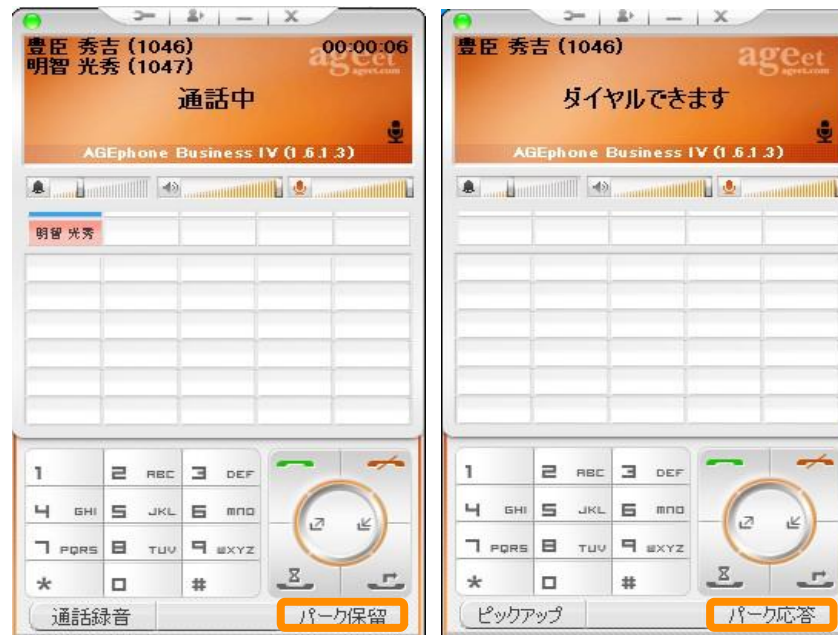 豊臣 秀吉 (1046) 00:00:06
明智 光秀 (1047)
ageet
ageet.com
通話中
AGEphone Business IV (1.6.1.3)
明智 光秀
1 2 ABC 3 DEF
4 GHI 5 JKL 6 MNO
7 PQRS 8 TUV 9 WXYZ
* 0 #
通話録音 パーク保留
豊臣 秀吉 (1046)
ageet
ageet.com
ダイヤルできます
AGEphone Business IV (1.6.1.3)
1 2 ABC 3 DEF
4 GHI 5 JKL 6 MNO
7 PQRS 8 TUV 9 WXYZ
* 0 #
ピックアップ パーク応答